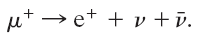 μ⁺ → e⁺ + ν + ν̄.